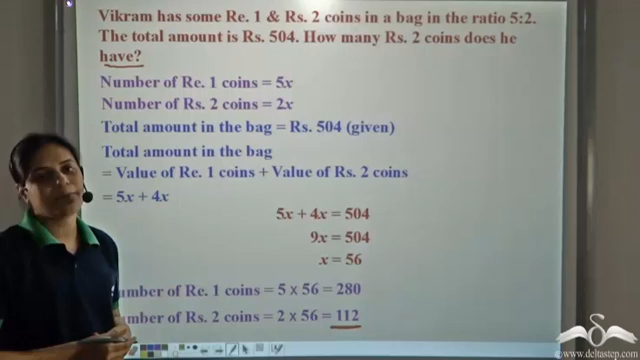 Vikram has some Re. 1 & Rs. 2 coins in a bag in the ratio 5:2.
The total amount is Rs. 504. How many Rs. 2 coins does he
have?
Number of Re. 1 coins = 5x
Number of Rs. 2 coins = 2x
Total amount in the bag = Rs. 504 (given)
Total amount in the bag
= Value of Re. 1 coins + Value of Rs. 2 coins
= 5x + 4x
5x + 4x = 504
9x = 504
x = 56
umber of Re. 1 coins = 5 × 56 = 280
umber of Rs. 2 coins = 2 × 56 = 112
©www.deltastep.com